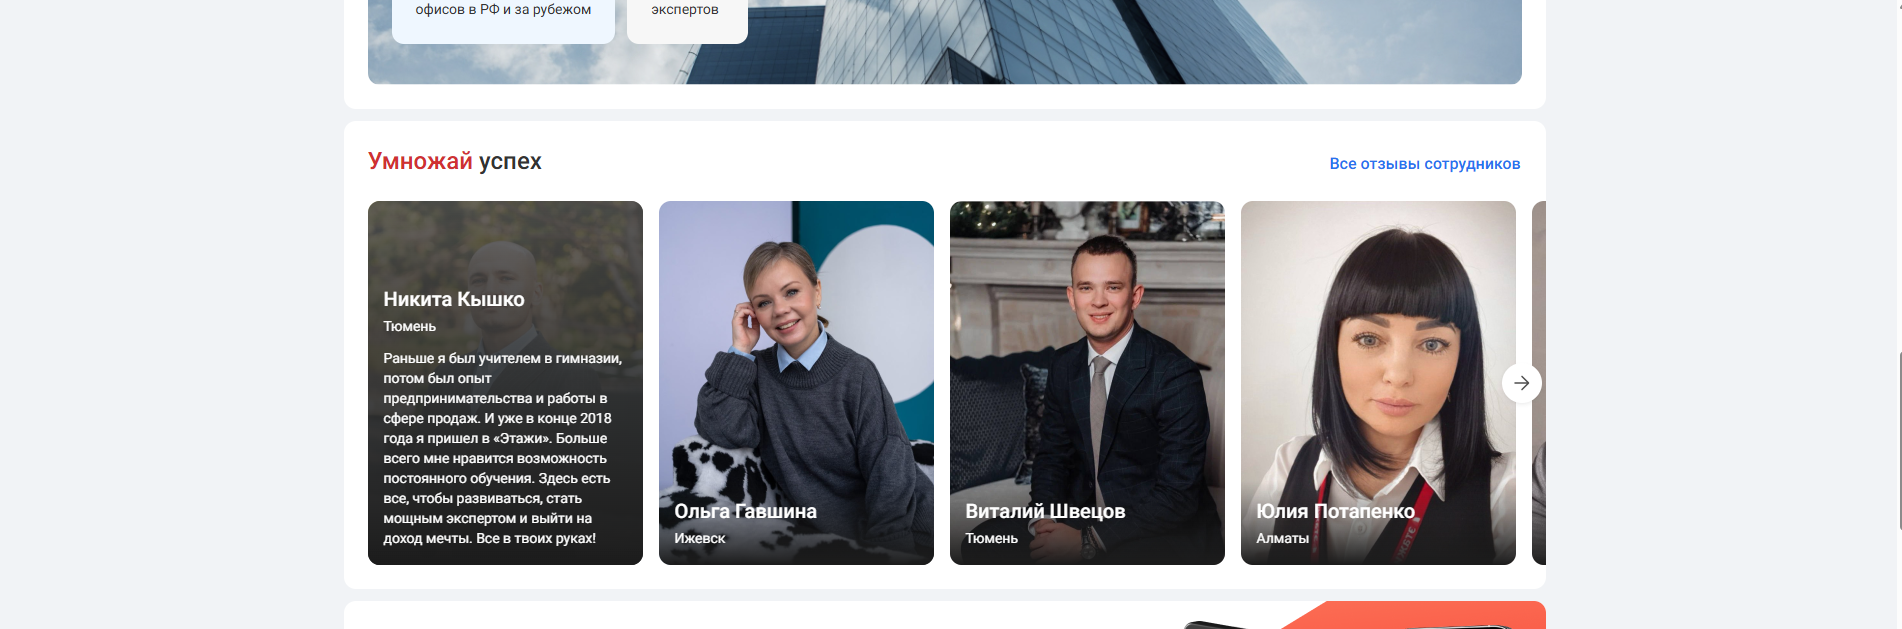 офисов в РФ и за рубежом
экспертов
Умножай успех
Все отзывы сотрудников
Никита Кышко
Тюмень
Раньше я был учителем в гимназии,
потом был опыт
предпринимательства и работы в
сфере продаж. И уже в конце 2018
года я пришел в «Этажи». Больше
всего мне нравится возможность
постоянного обучения. Здесь есть
все, чтобы развиваться, стать
мощным экспертом и выйти на
доход мечты. Все в твоих руках!
Ольга Гавшина
Ижевск
Виталий Швецов
Тюмень
Юлия Потапенко
Алматы